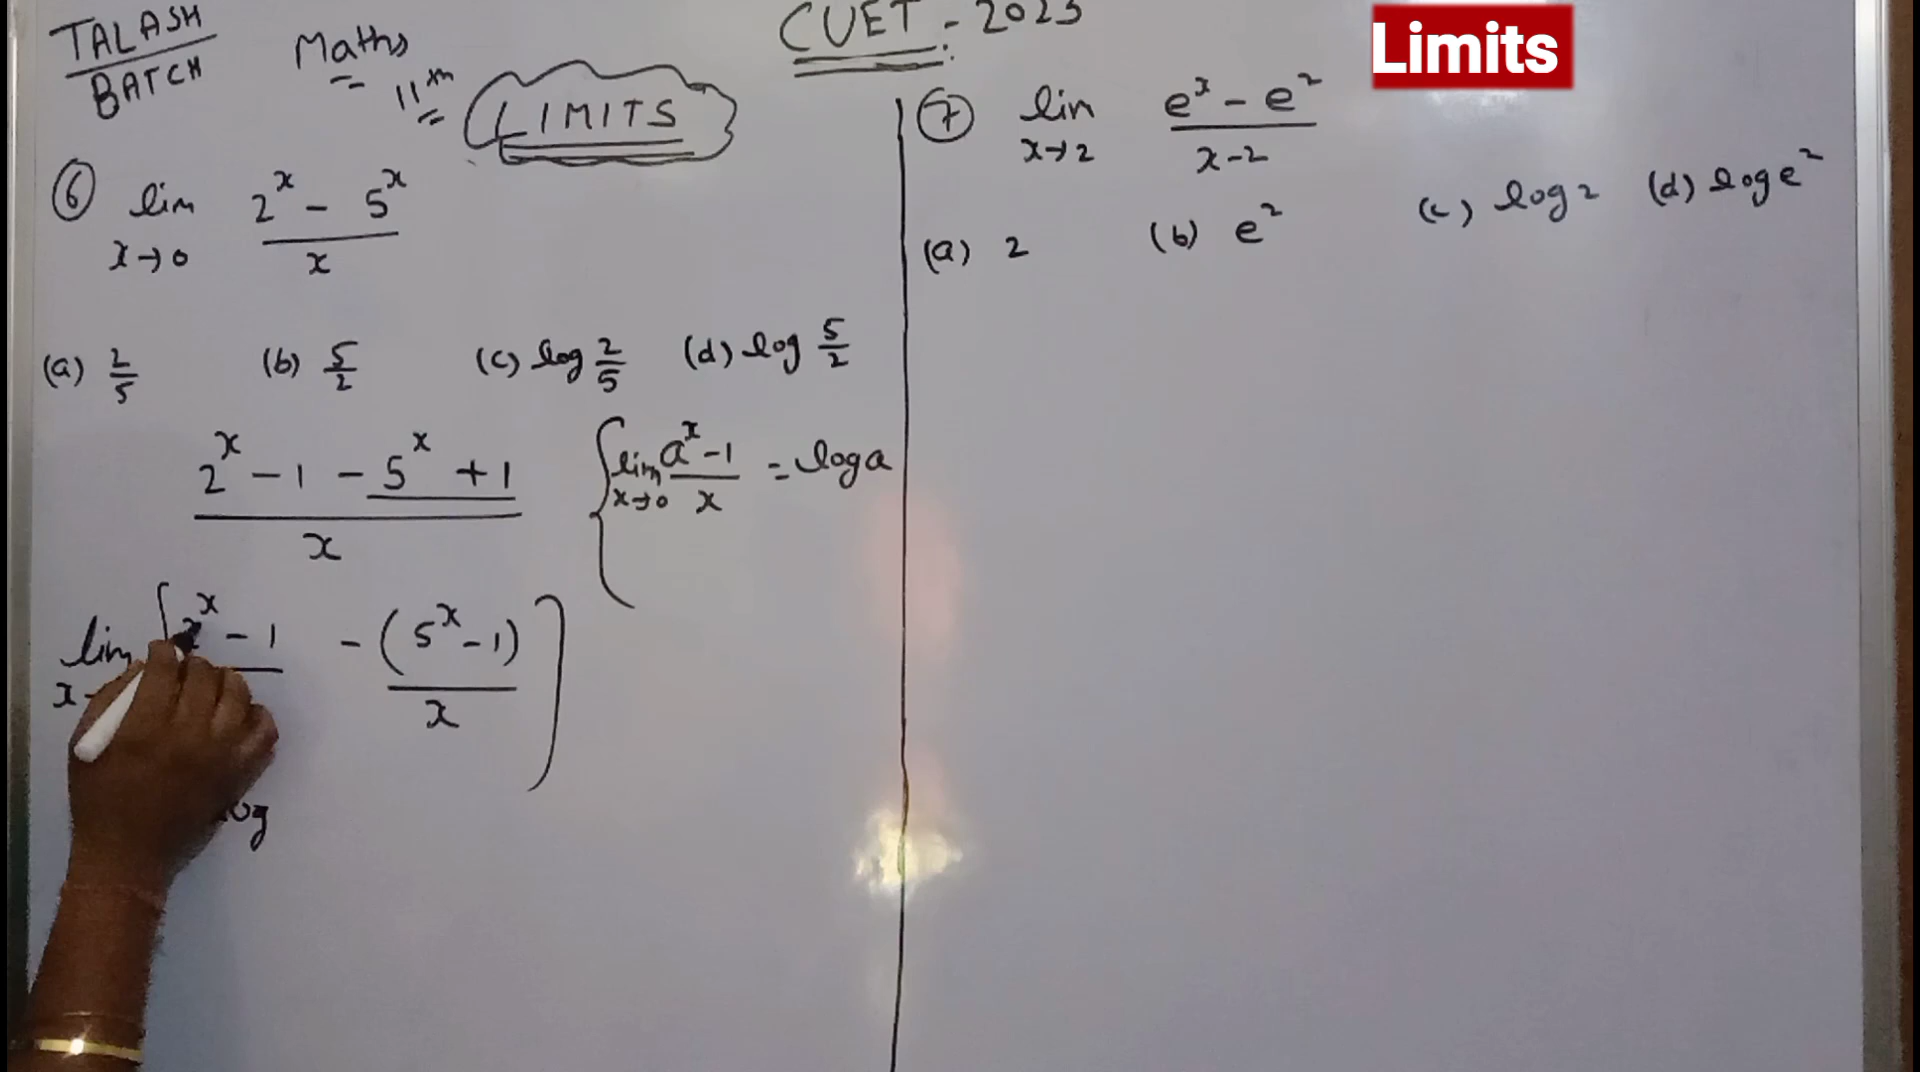 TALASH
BATCH
Maths
11th
LIMITS
CUET - 2023
Limits
⑥ lim x→0 (2^x - 5^x)/x
(a) 2/5 (b) 5/2 (c) log 2/5 (d) log 5/2
(2^x - 1 - 5^x + 1)/x
{ lim x→0 (a^x - 1)/x = log a
lim [ 2^x - 1 - (5^x - 1)/x ]
log
⑦ lim x→2 (e^x - e^2)/(x-2)
(a) 2 (b) e^2 (c) log 2 (d) log e^2